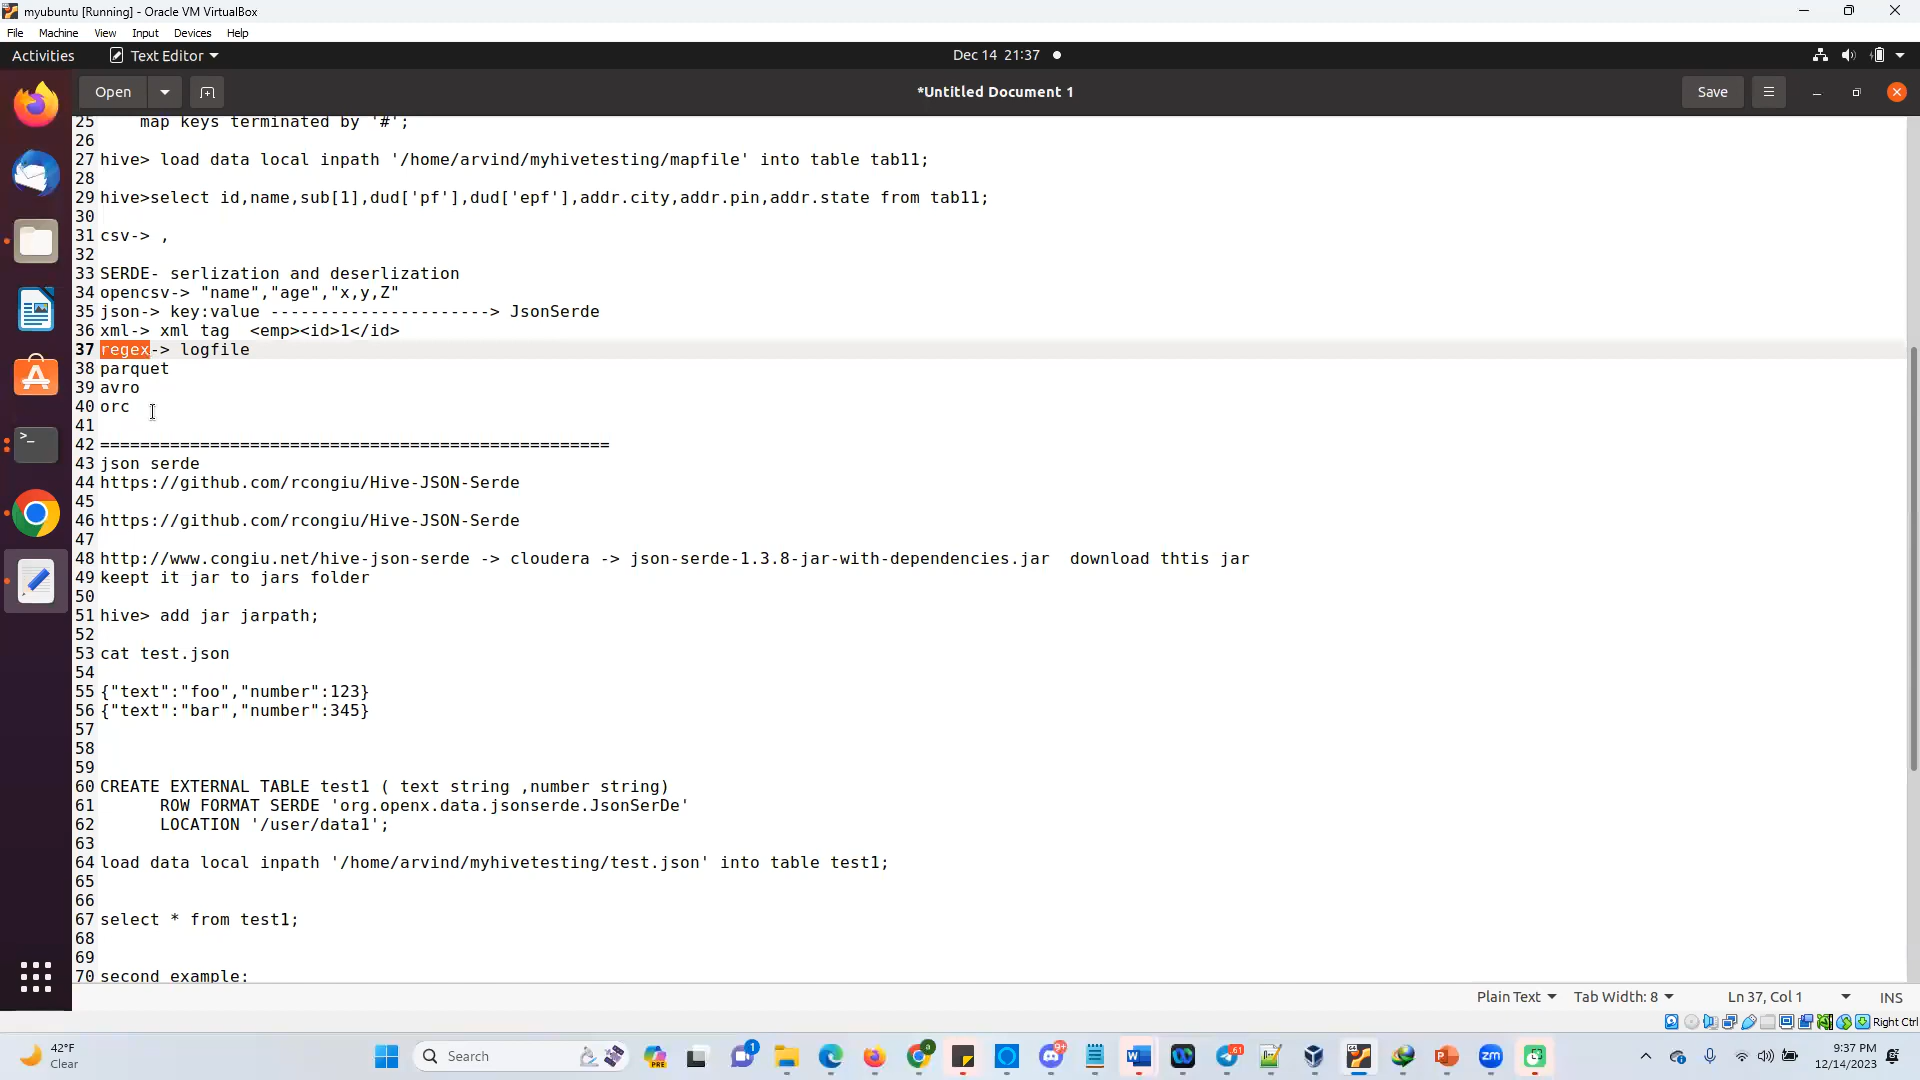 myubuntu [Running] - Oracle VM VirtualBox
File Machine View Input Devices Help
Activities Text Editor Dec 14 21:37
Open *Untitled Document 1 Save
25 map keys terminated by '#';
26
27 hive> load data local inpath '/home/arvind/myhivetesting/mapfile' into table tab11;
28
29 hive>select id,name,sub[1],dud['pf'],dud['epf'],addr.city,addr.pin,addr.state from tab11;
30
31 csv-> ,
32
33 SERDE- serlization and deserlization
34 opencsv-> "name","age","x,y,Z"
35 json-> key:value ----------------------> JsonSerde
36 xml-> xml tag <emp><id>1</id>
37 regex-> logfile
38 parquet
39 avro
40 orc
41
42 ===================================================
43 json serde
44 https://github.com/rcongiu/Hive-JSON-Serde
45
46 https://github.com/rcongiu/Hive-JSON-Serde
47
48 http://www.congiu.net/hive-json-serde -> cloudera -> json-serde-1.3.8-jar-with-dependencies.jar download thtis jar
49 keept it jar to jars folder
50
51 hive> add jar jarpath;
52
53 cat test.json
54
55 {"text":"foo","number":123}
56 {"text":"bar","number":345}
57
58
59
60 CREATE EXTERNAL TABLE test1 ( text string ,number string)
61 ROW FORMAT SERDE 'org.openx.data.jsonserde.JsonSerDe'
62 LOCATION '/user/data1';
63
64 load data local inpath '/home/arvind/myhivetesting/test.json' into table test1;
65
66
67 select * from test1;
68
69
70 second example:
Plain Text Tab Width: 8 Ln 37, Col 1 INS
Right Ctrl
42°F
Clear
Search
9:37 PM
12/14/2023